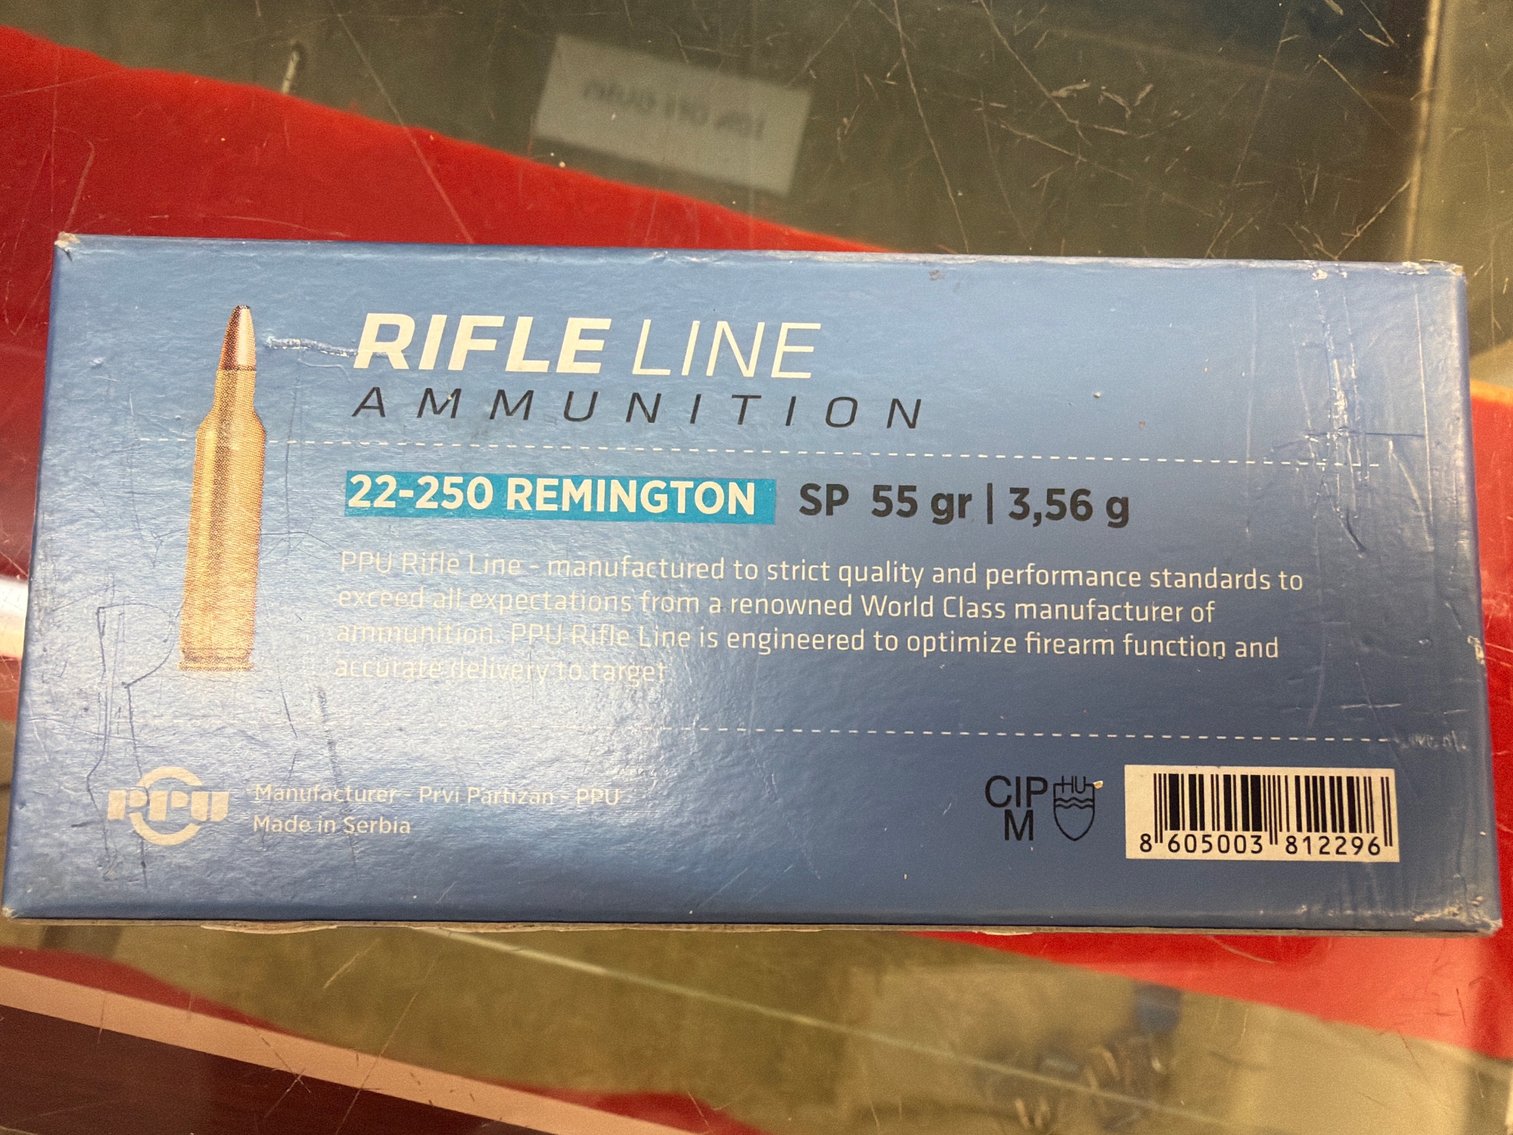 RIFLE LINE
AMMUNITION
22-250 REMINGTON SP 55 gr | 3,56 g
PPU Rifle Line - manufactured to strict quality and performance standards to
exceed all expectations from a renowned World Class manufacturer of
ammunition. PPU Rifle Line is engineered to optimize firearm function and
accurate delivery to target
PPU
Manufacturer - Prvi Partizan - PPU
Made in Serbia
CIP HU
M
8 605003 812296